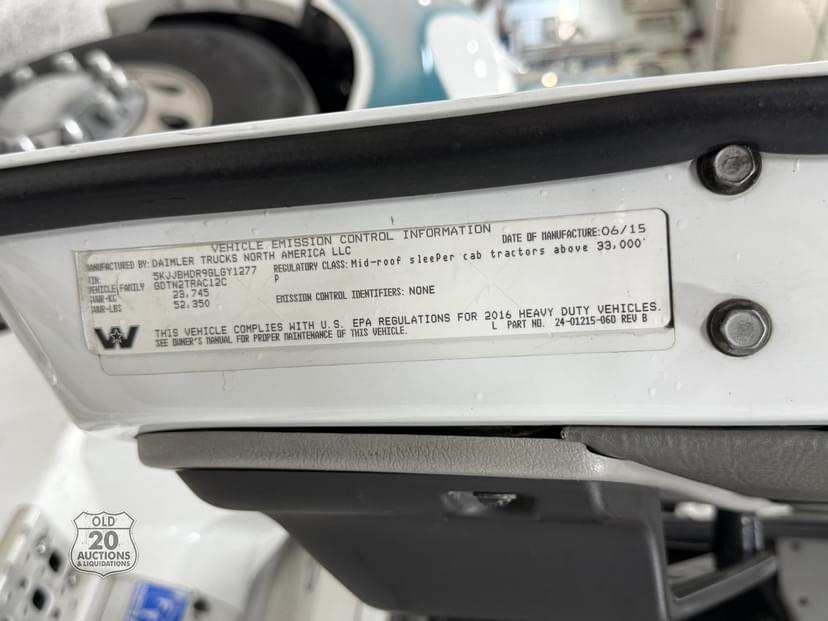 VEHICLE EMISSION CONTROL INFORMATION
MANUFACTURED BY: DAIMLER TRUCKS NORTH AMERICA LLC
DATE OF MANUFACTURE: 06/15
VIN: 5KJJBHDR9GLGY1277
REGULATORY CLASS: Mid-roof sleePer cab tractors above 33,000'
VEHICLE FAMILY GDTN2TRAC12C
P
GVWR-KG 23,745
EMISSION CONTROL IDENTIFIERS: NONE
GVWR-LBS 52,350
W
THIS VEHICLE COMPLIES WITH U.S. EPA REGULATIONS FOR 2016 HEAVY DUTY VEHICLES.
SEE OWNER'S MANUAL FOR PROPER MAINTENANCE OF THIS VEHICLE.
L PART NO. 24-01215-060 REV B
OLD
20
AUCTIONS
& LIQUIDATIONS